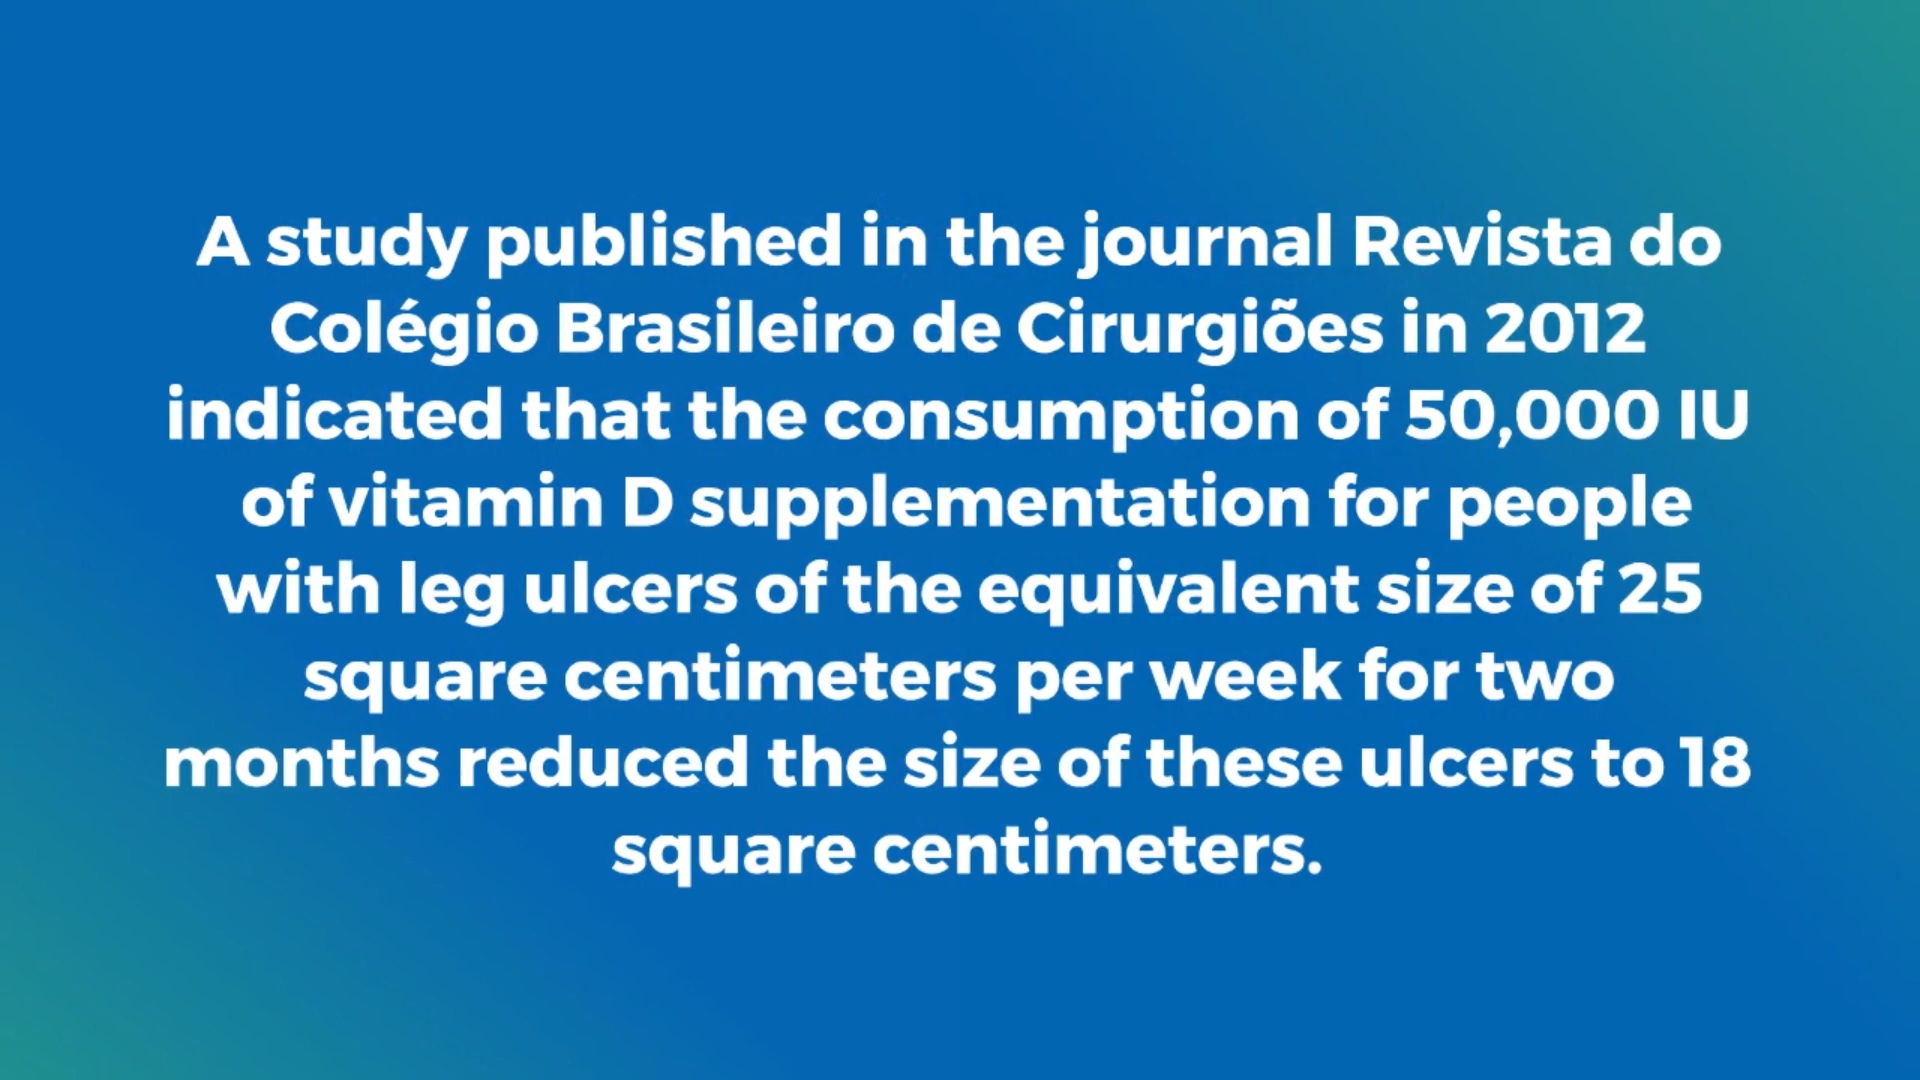 A study published in the journal Revista do
Colégio Brasileiro de Cirurgiões in 2012
indicated that the consumption of 50,000 IU
of vitamin D supplementation for people
with leg ulcers of the equivalent size of 25
square centimeters per week for two
months reduced the size of these ulcers to 18
square centimeters.